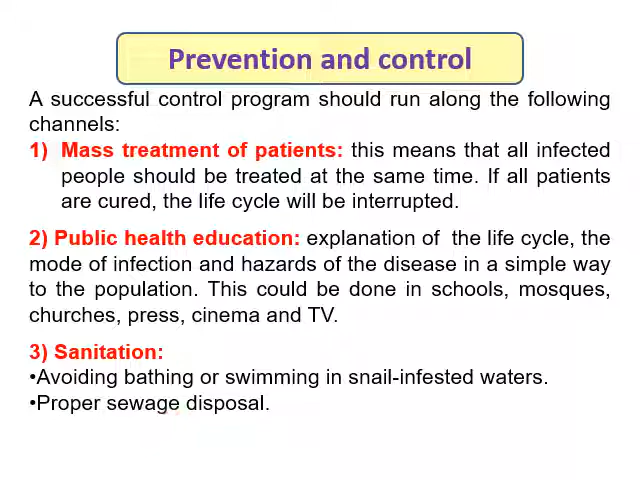 Prevention and control
A successful control program should run along the following
channels:
1) Mass treatment of patients: this means that all infected
people should be treated at the same time. If all patients
are cured, the life cycle will be interrupted.
2) Public health education: explanation of the life cycle, the
mode of infection and hazards of the disease in a simple way
to the population. This could be done in schools, mosques,
churches, press, cinema and TV.
3) Sanitation:
•Avoiding bathing or swimming in snail-infested waters.
•Proper sewage disposal.